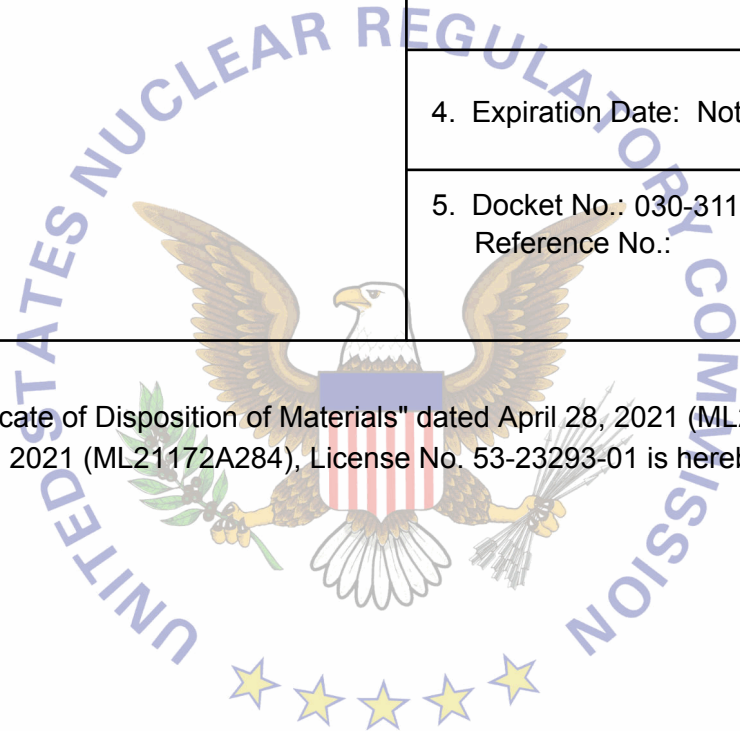 UNITED STATES NUCLEAR REGULATORY COMMISSION
4. Expiration Date: Not
5. Docket No.: 030-311
Reference No.:
cate of Disposition of Materials" dated April 28, 2021 (ML2
2021 (ML21172A284), License No. 53-23293-01 is hereb